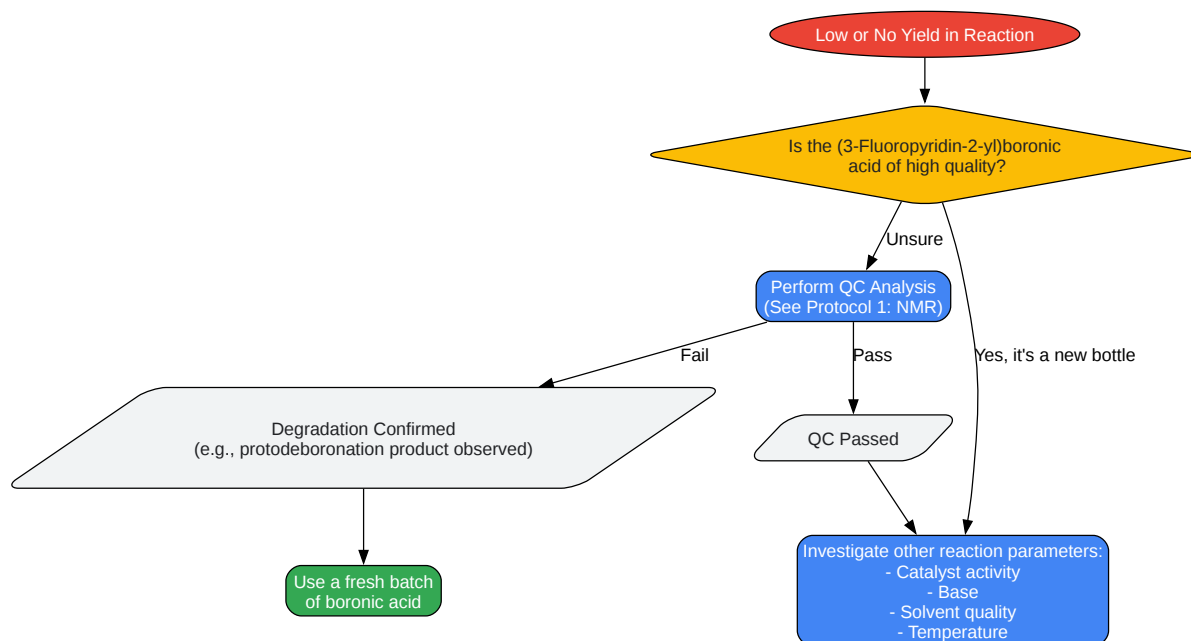 Low or No Yield in Reaction
Is the (3-Fluoropyridin-2-yl)boronic
acid of high quality?
Unsure
Perform QC Analysis
(See Protocol 1: NMR)
Fail
Pass
Yes, it's a new bottle
Degradation Confirmed
(e.g., protodeboronation product observed)
QC Passed
Use a fresh batch
of boronic acid
Investigate other reaction parameters:
- Catalyst activity
- Base
- Solvent quality
- Temperature